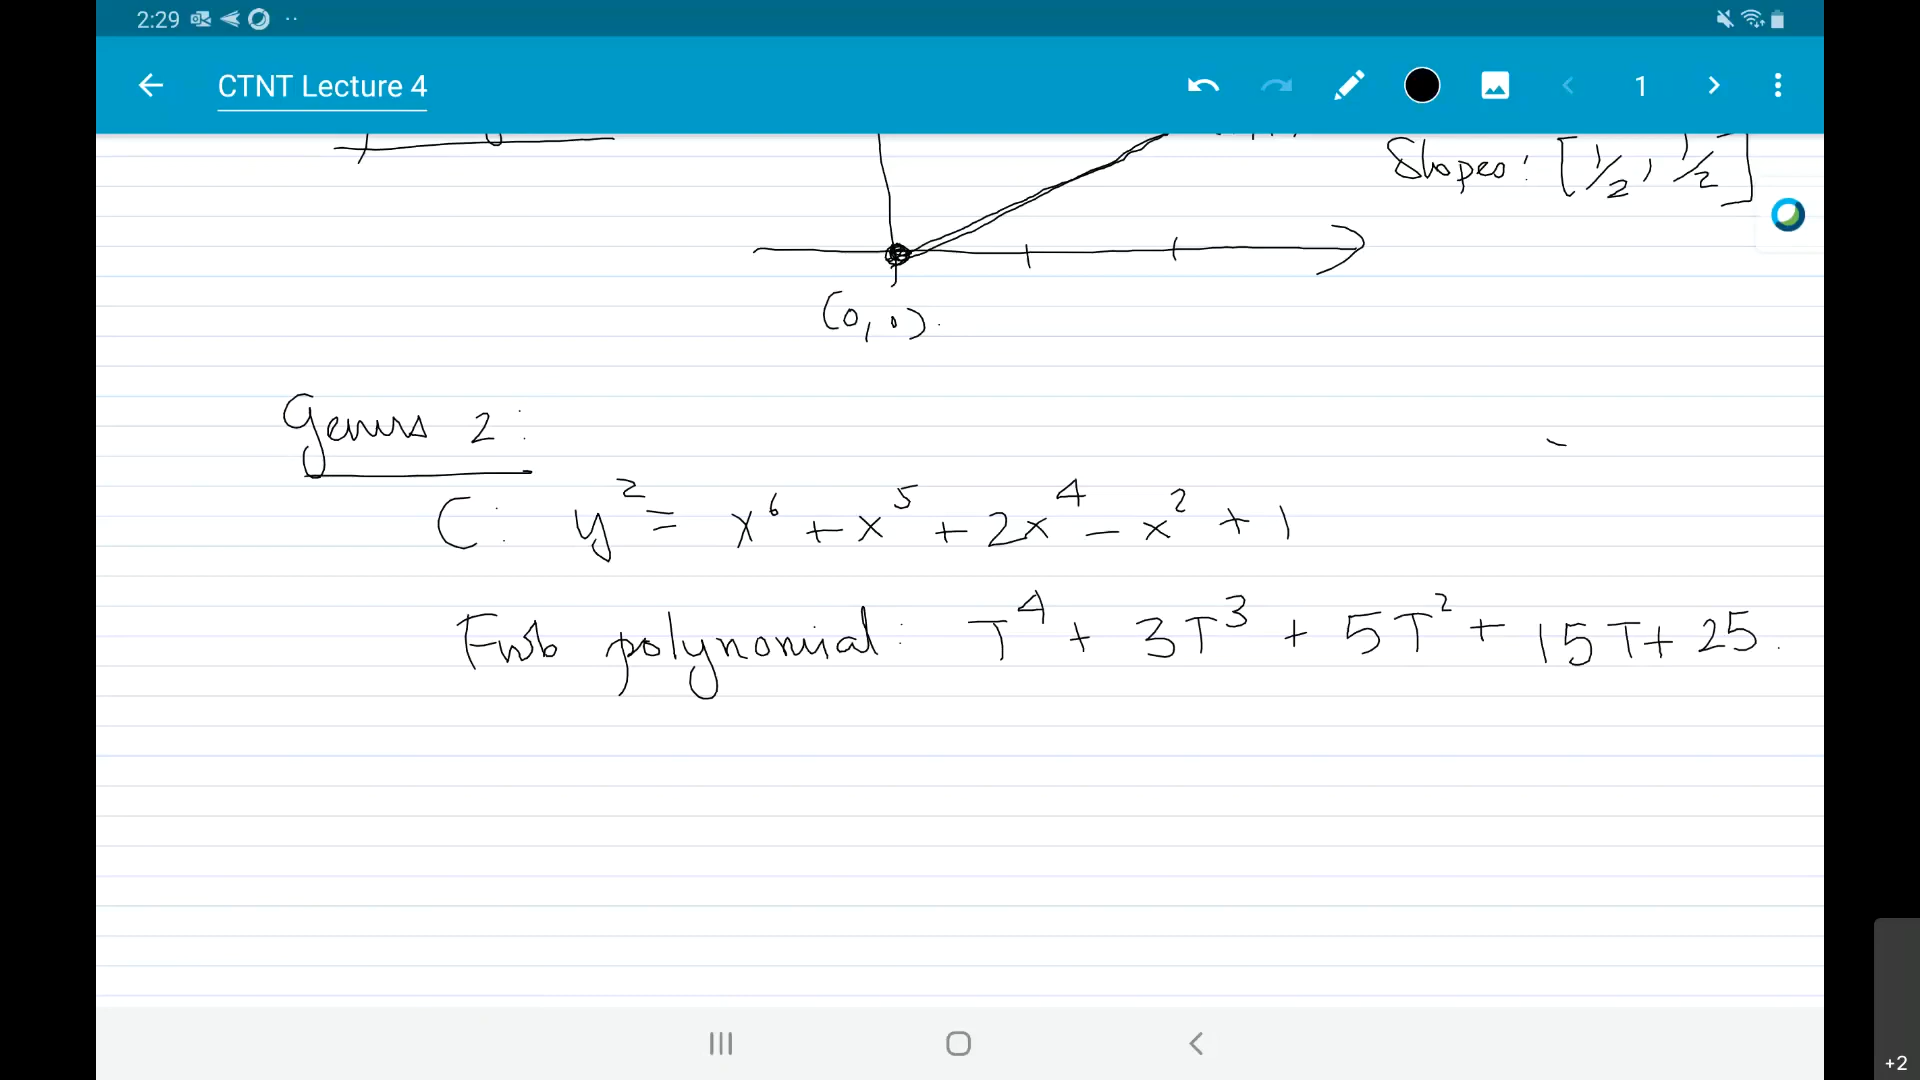 2:29
CTNT Lecture 4
1
Slopes: [1/2, 1/2]
(0, 0).
Genus 2:
C: y² = x⁶ + x⁵ + 2x⁴ - x² + 1
Frob polynomial: T⁴ + 3T³ + 5T² + 15T + 25.
+2